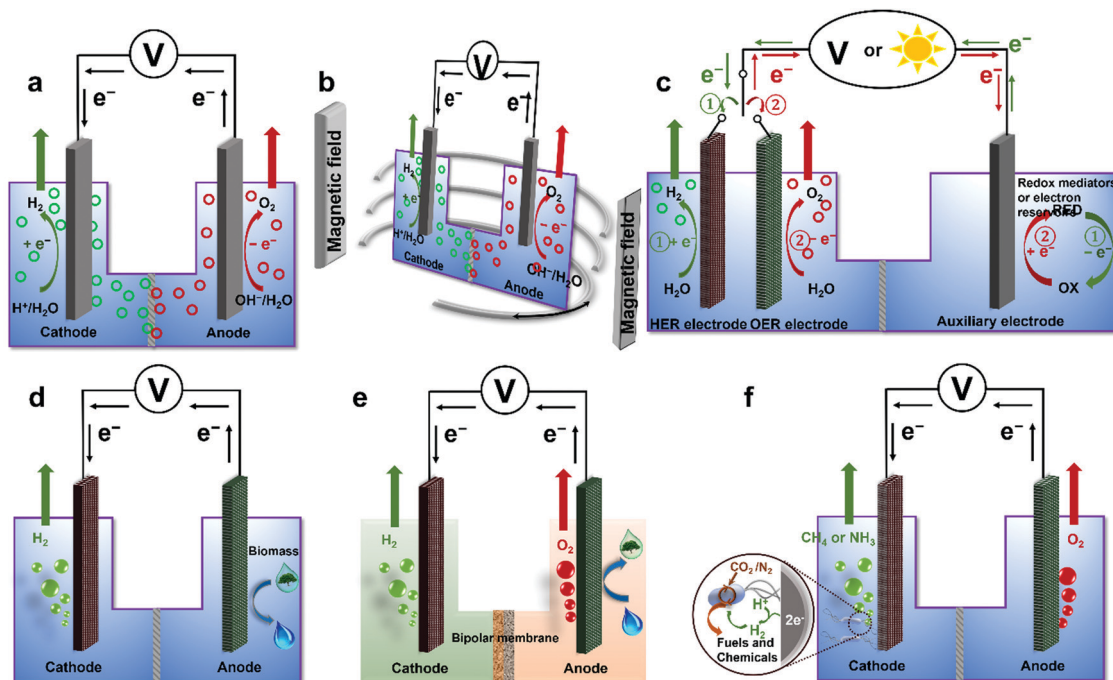 a
V
e⁻
e⁻
H₂
+ e⁻
H⁺/H₂O
O₂
− e⁻
OH⁻/H₂O
Cathode
Anode
b
Magnetic field
V
e⁻
e⁻
H₂
+ e⁻
H⁺/H₂O
O₂
− e⁻
OH⁻/H₂O
Cathode
Anode
Magnetic field
c
V or
e⁻
e⁻
e⁻
e⁻
① ②
H₂
① + e⁻
H₂O
O₂
② − e⁻
H₂O
HER electrode OER electrode
Redox mediators
or electron
reservoirs
RED
② ①
+ e⁻ − e⁻
OX
Auxiliary electrode
d
V
e⁻
e⁻
H₂
Biomass
Cathode
Anode
e
V
e⁻
e⁻
H₂
O₂
Bipolar membrane
Cathode
Anode
f
V
e⁻
e⁻
CH₄ or NH₃
O₂
CO₂/N₂
H⁺
H₂
2e⁻
Fuels and
Chemicals
Cathode
Anode